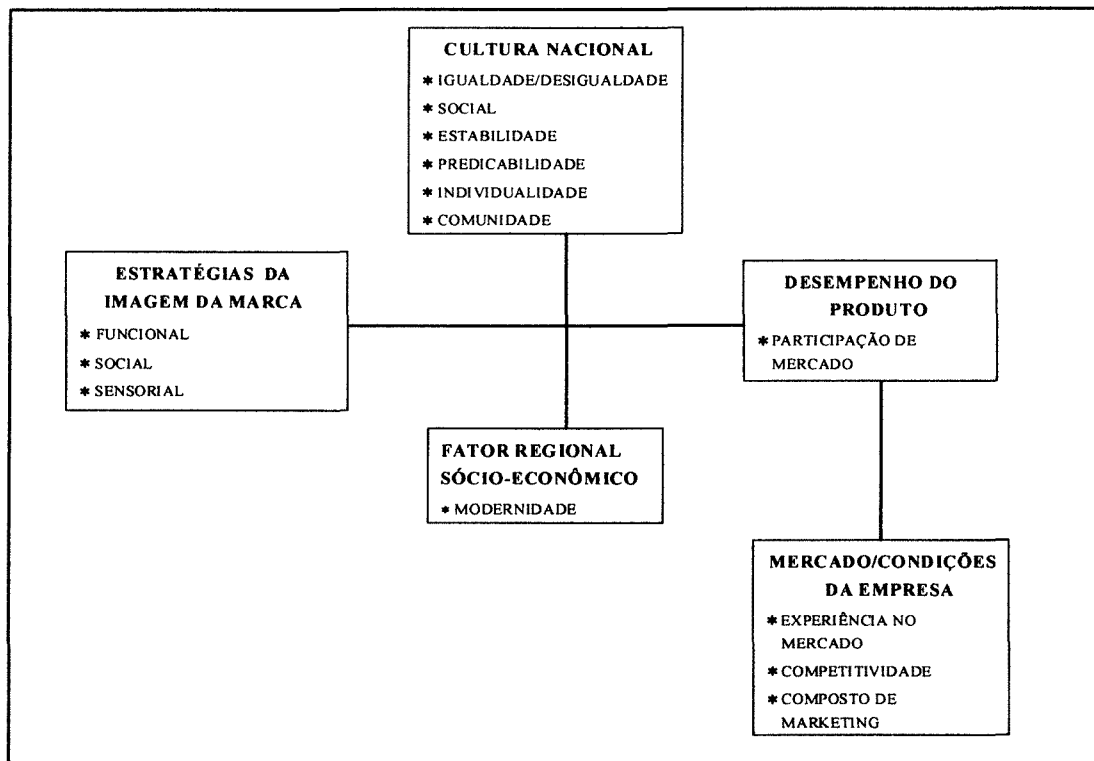 CULTURA NACIONAL
* IGUALDADE/DESIGUALDADE
* SOCIAL
* ESTABILIDADE
* PREDICABILIDADE
* INDIVIDUALIDADE
* COMUNIDADE
ESTRATÉGIAS DA
IMAGEM DA MARCA
* FUNCIONAL
* SOCIAL
* SENSORIAL
DESEMPENHO DO
PRODUTO
* PARTICIPAÇÃO DE
MERCADO
FATOR REGIONAL
SÓCIO-ECONÔMICO
* MODERNIDADE
MERCADO/CONDIÇÕES
DA EMPRESA
* EXPERIÊNCIA NO
MERCADO
* COMPETITIVIDADE
* COMPOSTO DE
MARKETING